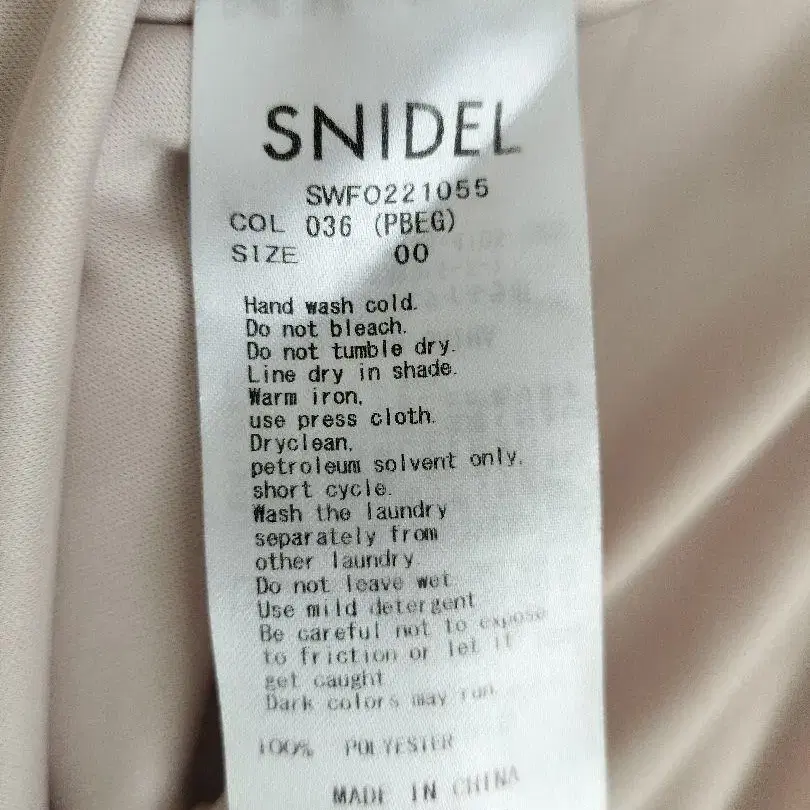 SNIDEL
SWFO221055
COL 036 (PBEG)
SIZE 00
Hand wash cold.
Do not bleach.
Do not tumble dry.
Line dry in shade.
Warm iron,
use press cloth.
Dryclean,
petroleum solvent only,
short cycle.
Wash the laundry
separately from
other laundry
Do not leave wet
Use mild detergent
Be careful not to expose
to friction or let it
get caught
Dark colors may run
100% POLYESTER
MADE IN CHINA